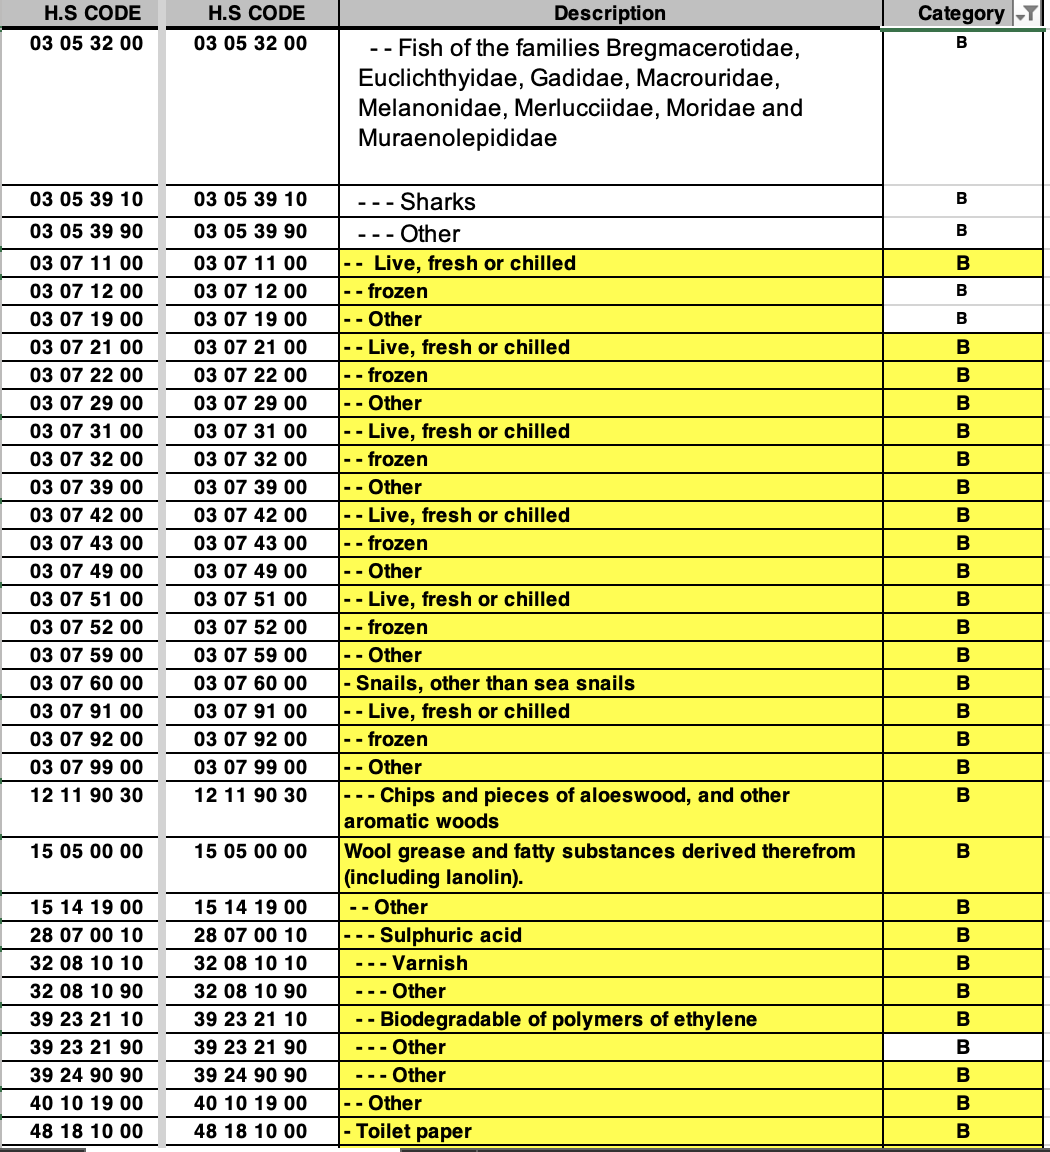 H.S CODE H.S CODE Description Category
03 05 32 00 03 05 32 00 - - Fish of the families Bregmacerotidae, B
Euclichthyidae, Gadidae, Macrouridae,
Melanonidae, Merlucciidae, Moridae and
Muraenolepididae
03 05 39 10 03 05 39 10 - - - Sharks B
03 05 39 90 03 05 39 90 - - - Other B
03 07 11 00 03 07 11 00 - - Live, fresh or chilled B
03 07 12 00 03 07 12 00 - - frozen B
03 07 19 00 03 07 19 00 - - Other B
03 07 21 00 03 07 21 00 - - Live, fresh or chilled B
03 07 22 00 03 07 22 00 - - frozen B
03 07 29 00 03 07 29 00 - - Other B
03 07 31 00 03 07 31 00 - - Live, fresh or chilled B
03 07 32 00 03 07 32 00 - - frozen B
03 07 39 00 03 07 39 00 - - Other B
03 07 42 00 03 07 42 00 - - Live, fresh or chilled B
03 07 43 00 03 07 43 00 - - frozen B
03 07 49 00 03 07 49 00 - - Other B
03 07 51 00 03 07 51 00 - - Live, fresh or chilled B
03 07 52 00 03 07 52 00 - - frozen B
03 07 59 00 03 07 59 00 - - Other B
03 07 60 00 03 07 60 00 - Snails, other than sea snails B
03 07 91 00 03 07 91 00 - - Live, fresh or chilled B
03 07 92 00 03 07 92 00 - - frozen B
03 07 99 00 03 07 99 00 - - Other B
12 11 90 30 12 11 90 30 - - - Chips and pieces of aloeswood, and other B
aromatic woods
15 05 00 00 15 05 00 00 Wool grease and fatty substances derived therefrom B
(including lanolin).
15 14 19 00 15 14 19 00 - - Other B
28 07 00 10 28 07 00 10 - - - Sulphuric acid B
32 08 10 10 32 08 10 10 - - - Varnish B
32 08 10 90 32 08 10 90 - - - Other B
39 23 21 10 39 23 21 10 - - Biodegradable of polymers of ethylene B
39 23 21 90 39 23 21 90 - - - Other B
39 24 90 90 39 24 90 90 - - - Other B
40 10 19 00 40 10 19 00 - - Other B
48 18 10 00 48 18 10 00 - Toilet paper B